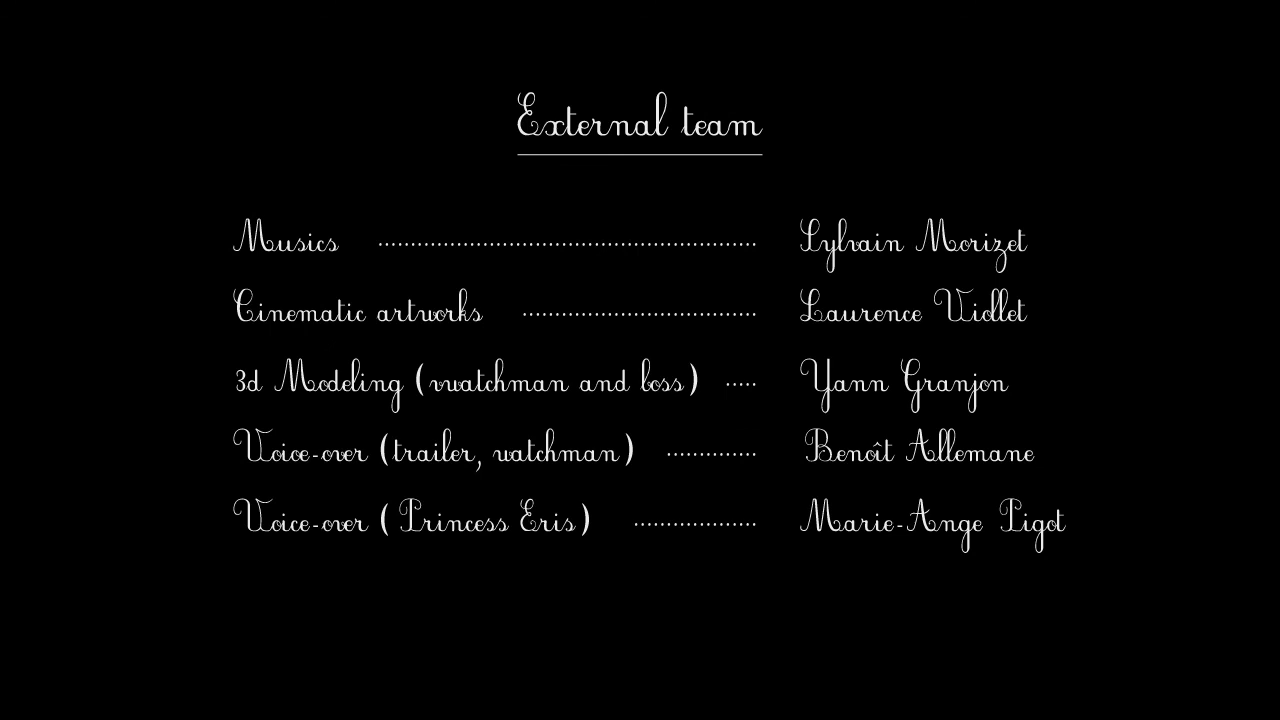 External team
Musics ........................................................ Sylvain Morizet
Cinematic artworks ................................... Laurence Viollet
3d Modeling (watchman and boss) ..... Yann Granjon
Voice-over (trailer, watchman) .............. Benoît Allemane
Voice-over ( Princess Eris) ................... Marie-Ange Pigot